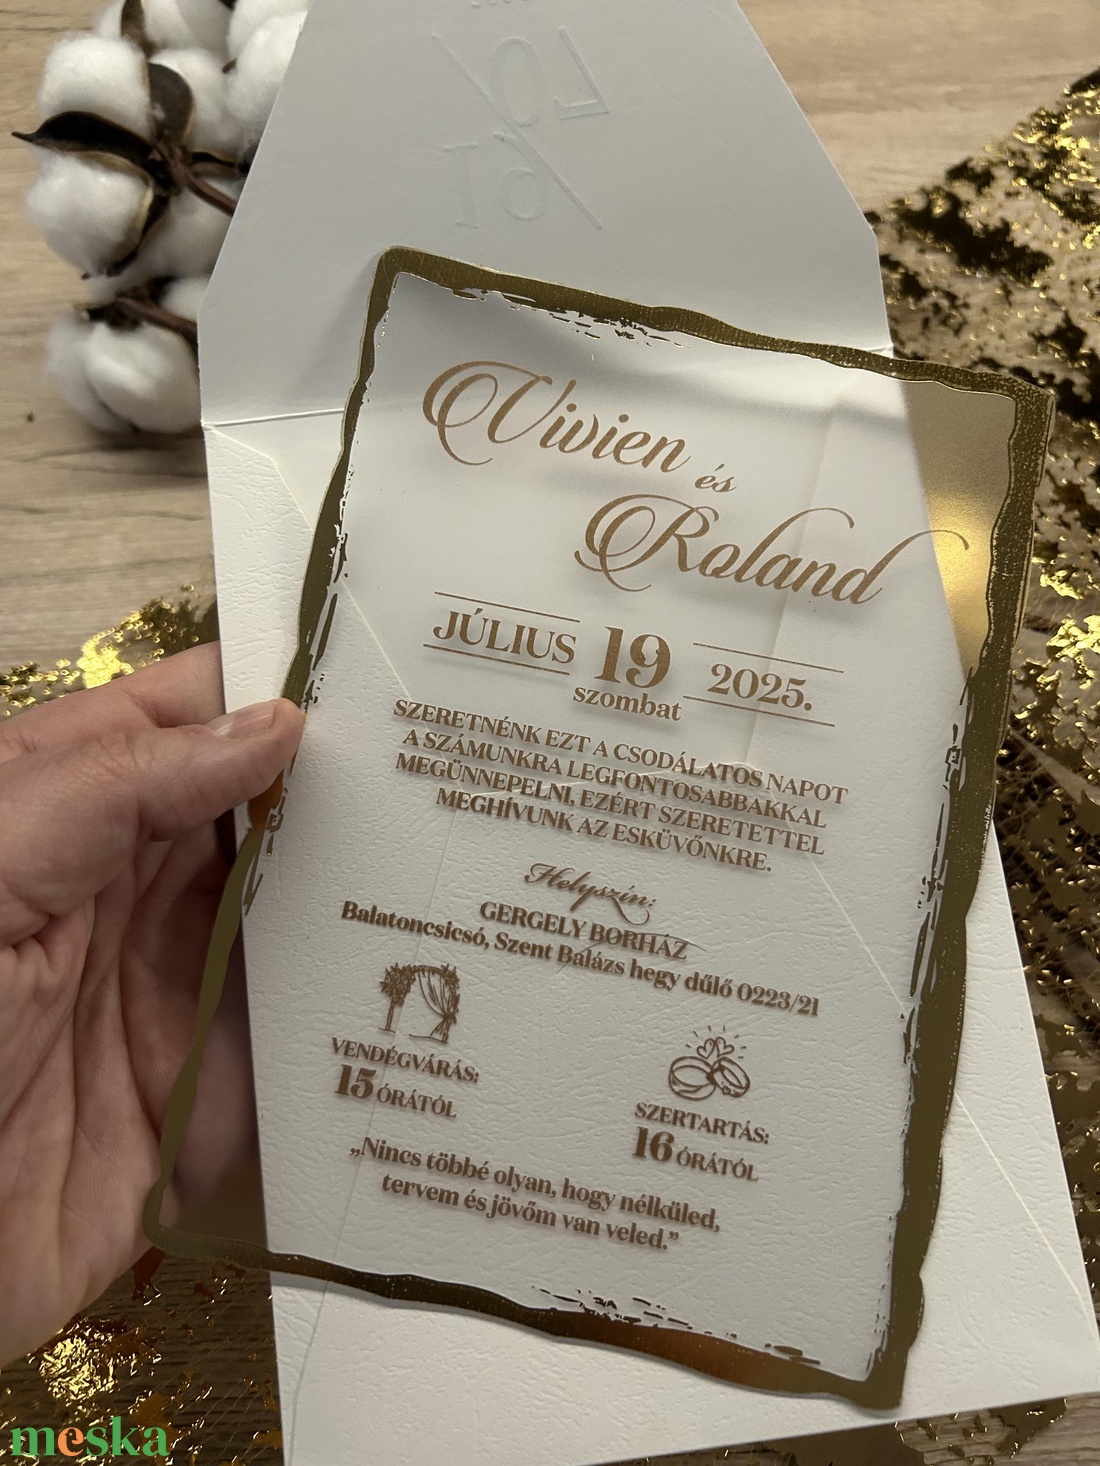 07
19
Vivien és
Roland
JÚLIUS 19 2025.
szombat
SZERETNÉNK EZT A CSODÁLATOS NAPOT
A SZÁMUNKRA LEGFONTOSABBAKKAL
MEGÜNNEPELNI, EZÉRT SZERETETTEL
MEGHÍVUNK AZ ESKÜVŐNKRE.
Helyszín:
GERGELY BORHÁZ
Balatoncsicsó, Szent Balázs hegy dűlő 0223/21
VENDÉGVÁRÁS:
15 ÓRÁTÓL
SZERTARTÁS:
16 ÓRÁTÓL
„Nincs többé olyan, hogy nélküled,
tervem és jövőm van veled.”
meska